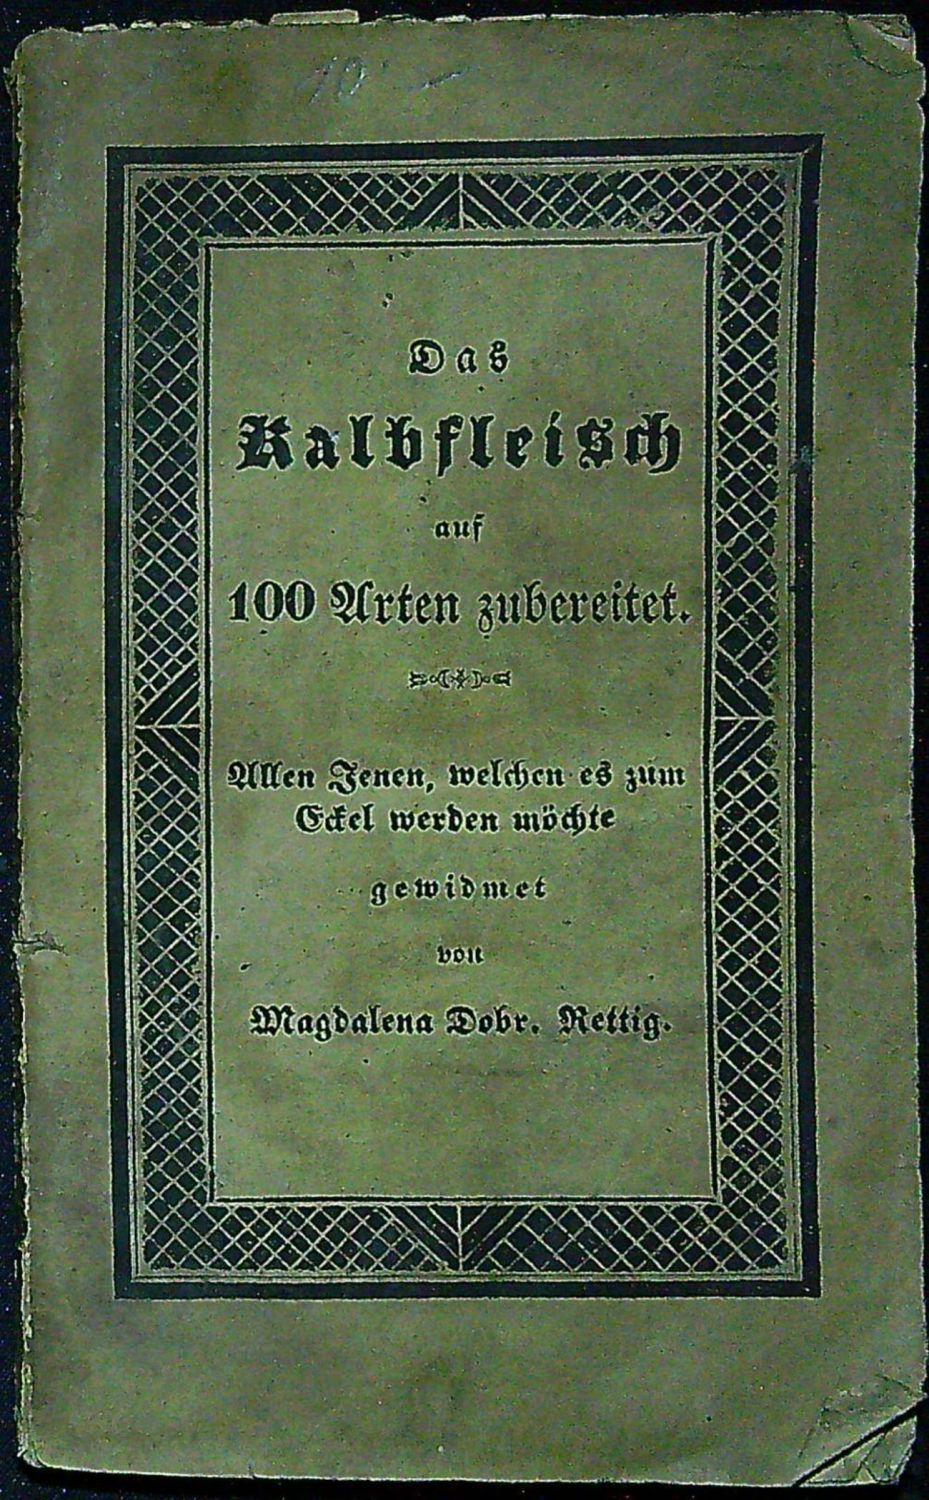 Das
Kalbfleisch
auf
100 Arten zubereitet.
Allen Jenen, welchen es zum
Eckel werden möchte
gewidmet
von
Magdalena Dobr. Rettig.